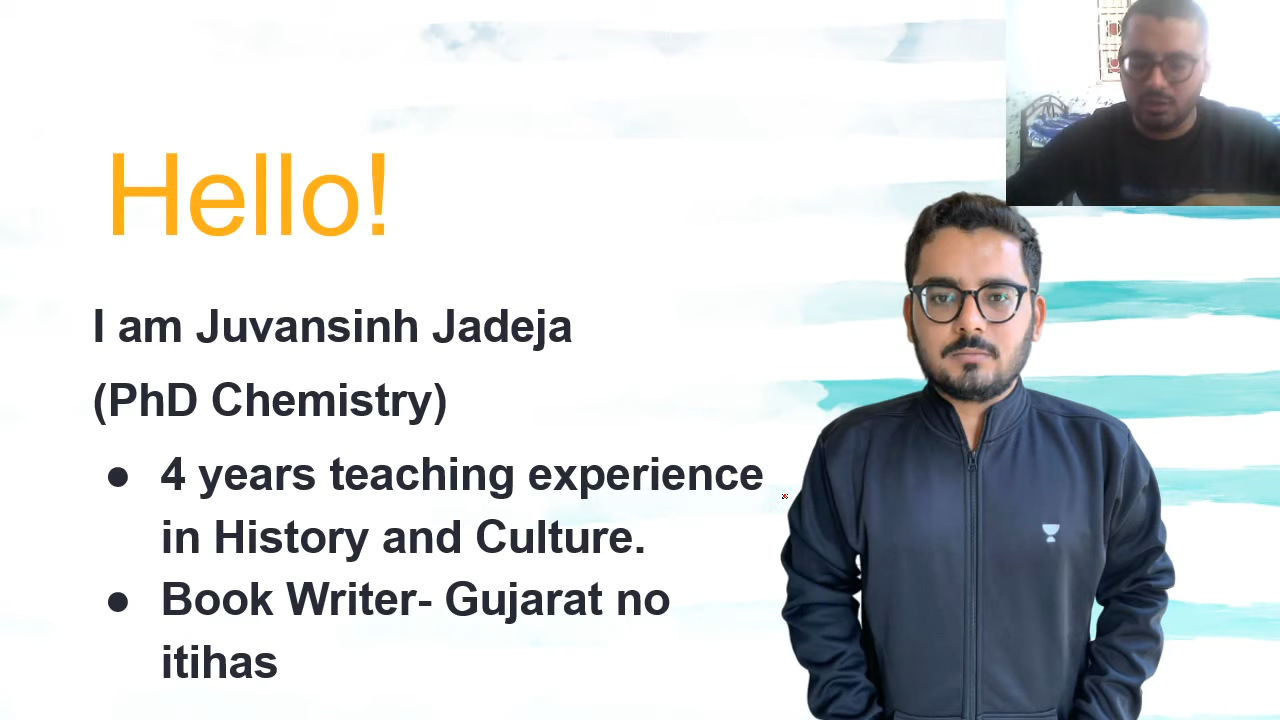 Hello!
I am Juvansinh Jadeja
(PhD Chemistry)
● 4 years teaching experience
in History and Culture.
● Book Writer- Gujarat no
itihas